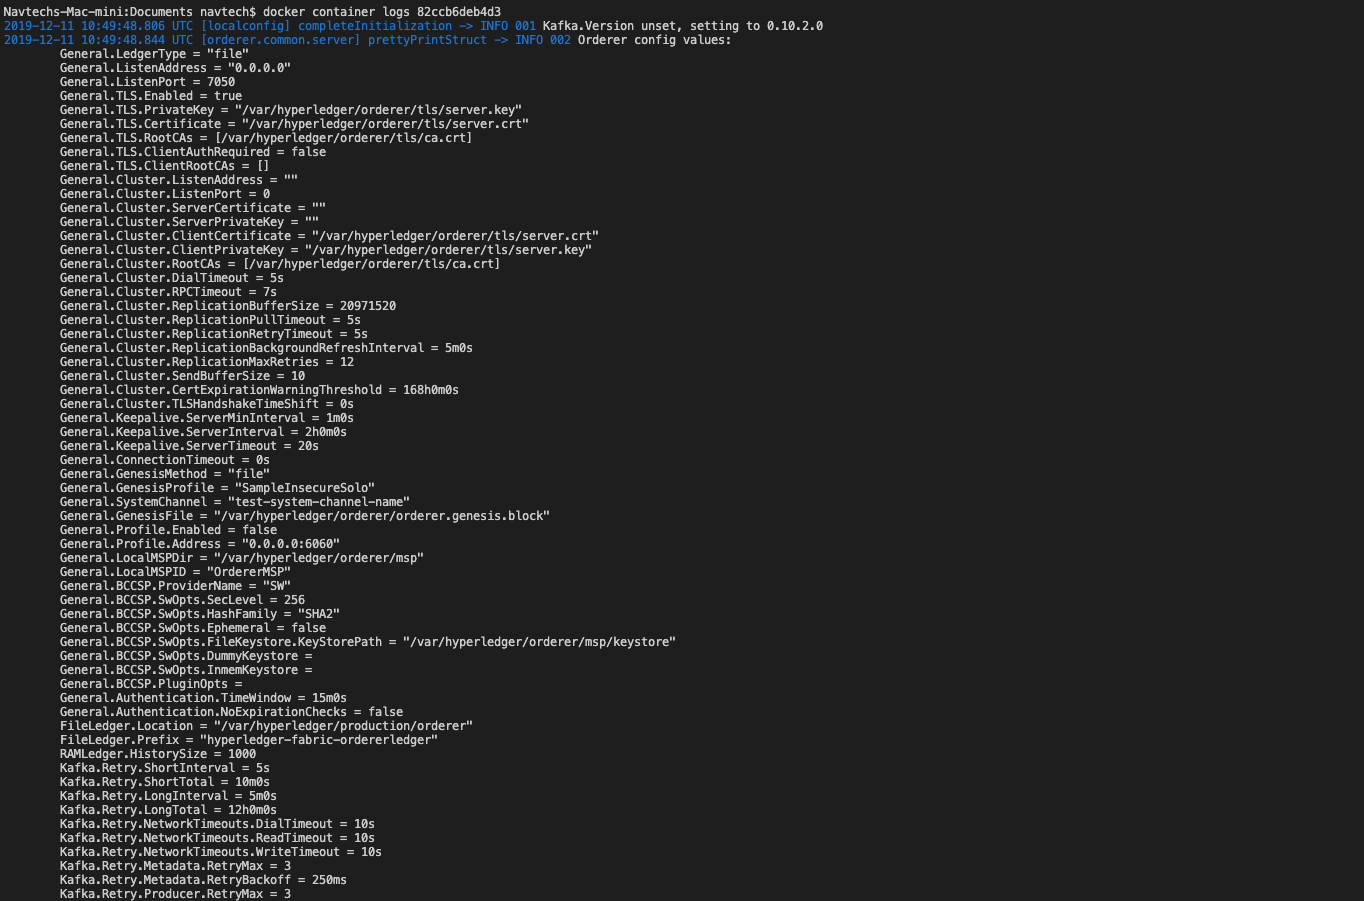 Navtechs-Mac-mini:Documents navtech$ docker container logs 82ccb6deb4d3
2019-12-11 10:49:48.806 UTC [localconfig] completeInitialization -> INFO 001 Kafka.Version unset, setting to 0.10.2.0
2019-12-11 10:49:48.844 UTC [orderer.common.server] prettyPrintStruct -> INFO 002 Orderer config values:
General.LedgerType = "file"
General.ListenAddress = "0.0.0.0"
General.ListenPort = 7050
General.TLS.Enabled = true
General.TLS.PrivateKey = "/var/hyperledger/orderer/tls/server.key"
General.TLS.Certificate = "/var/hyperledger/orderer/tls/server.crt"
General.TLS.RootCAs = [/var/hyperledger/orderer/tls/ca.crt]
General.TLS.ClientAuthRequired = false
General.TLS.ClientRootCAs = []
General.Cluster.ListenAddress = ""
General.Cluster.ListenPort = 0
General.Cluster.ServerCertificate = ""
General.Cluster.ServerPrivateKey = ""
General.Cluster.ClientCertificate = "/var/hyperledger/orderer/tls/server.crt"
General.Cluster.ClientPrivateKey = "/var/hyperledger/orderer/tls/server.key"
General.Cluster.RootCAs = [/var/hyperledger/orderer/tls/ca.crt]
General.Cluster.DialTimeout = 5s
General.Cluster.RPCTimeout = 7s
General.Cluster.ReplicationBufferSize = 20971520
General.Cluster.ReplicationPullTimeout = 5s
General.Cluster.ReplicationRetryTimeout = 5s
General.Cluster.ReplicationBackgroundRefreshInterval = 5m0s
General.Cluster.ReplicationMaxRetries = 12
General.Cluster.SendBufferSize = 10
General.Cluster.CertExpirationWarningThreshold = 168h0m0s
General.Cluster.TLSHandshakeTimeShift = 0s
General.Keepalive.ServerMinInterval = 1m0s
General.Keepalive.ServerInterval = 2h0m0s
General.Keepalive.ServerTimeout = 20s
General.ConnectionTimeout = 0s
General.GenesisMethod = "file"
General.GenesisProfile = "SampleInsecureSolo"
General.SystemChannel = "test-system-channel-name"
General.GenesisFile = "/var/hyperledger/orderer/orderer.genesis.block"
General.Profile.Enabled = false
General.Profile.Address = "0.0.0.0:6060"
General.LocalMSPDir = "/var/hyperledger/orderer/msp"
General.LocalMSPID = "OrdererMSP"
General.BCCSP.ProviderName = "SW"
General.BCCSP.SwOpts.SecLevel = 256
General.BCCSP.SwOpts.HashFamily = "SHA2"
General.BCCSP.SwOpts.Ephemeral = false
General.BCCSP.SwOpts.FileKeystore.KeyStorePath = "/var/hyperledger/orderer/msp/keystore"
General.BCCSP.SwOpts.DummyKeystore =
General.BCCSP.SwOpts.InmemKeystore =
General.BCCSP.PluginOpts =
General.Authentication.TimeWindow = 15m0s
General.Authentication.NoExpirationChecks = false
FileLedger.Location = "/var/hyperledger/production/orderer"
FileLedger.Prefix = "hyperledger-fabric-ordererledger"
RAMLedger.HistorySize = 1000
Kafka.Retry.ShortInterval = 5s
Kafka.Retry.ShortTotal = 10m0s
Kafka.Retry.LongInterval = 5m0s
Kafka.Retry.LongTotal = 12h0m0s
Kafka.Retry.NetworkTimeouts.DialTimeout = 10s
Kafka.Retry.NetworkTimeouts.ReadTimeout = 10s
Kafka.Retry.NetworkTimeouts.WriteTimeout = 10s
Kafka.Retry.Metadata.RetryMax = 3
Kafka.Retry.Metadata.RetryBackoff = 250ms
Kafka.Retry.Producer.RetryMax = 3